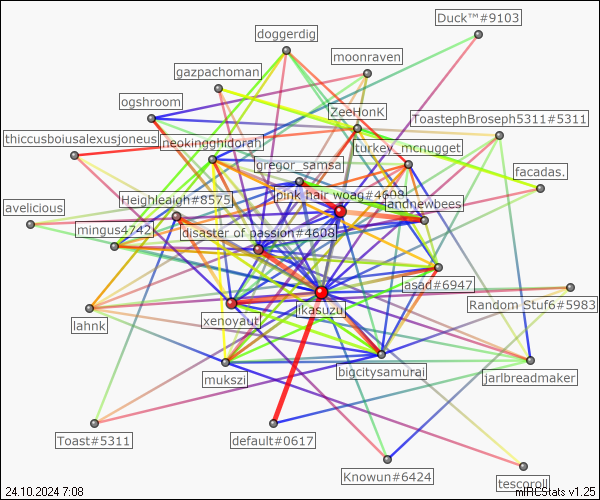 Duck™#9103
doggerdig
moonraven
gazpachoman
ogshroom
ZeeHonK
ToastephBroseph5311#5311
thiccusboiusalexusjoneus
neokingghidorah
turkey_mcnugget
gregor_samsa
facadas.
Heighleaigh#8575
pink hair woag#4603
avelicious
andnewbees
mingus4742
disaster of passion#4608
asad#6947
Random Stuf6#5983
ikasuzu
xenoyaut
lahnk
bigcitysamurai
mukszi
jarlbreadmaker
Toast#5311
default#0617
Knowun#6424
tescoroll
24.10.2024 7:08
mIRCStats v1.25